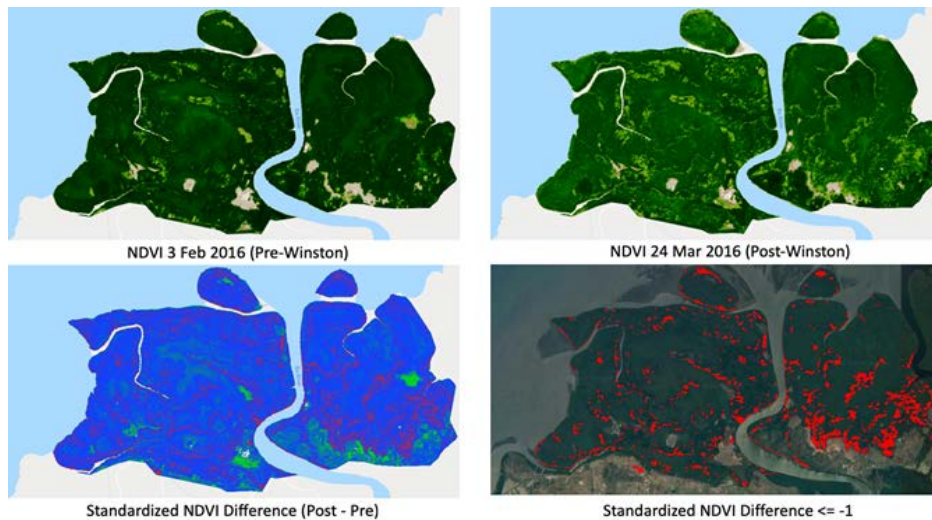 NDVI 3 Feb 2016 (Pre-Winston)
NDVI 24 Mar 2016 (Post-Winston)
Standardized NDVI Difference (Post - Pre)
Standardized NDVI Difference <= -1